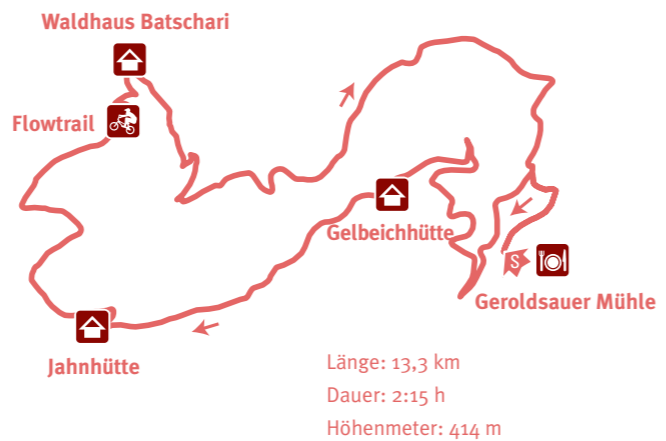 Waldhaus Batschari
Flowtrail
Gelbeichhütte
S
Geroldsauer Mühle
Jahnhütte
Länge: 13,3 km
Dauer: 2:15 h
Höhenmeter: 414 m